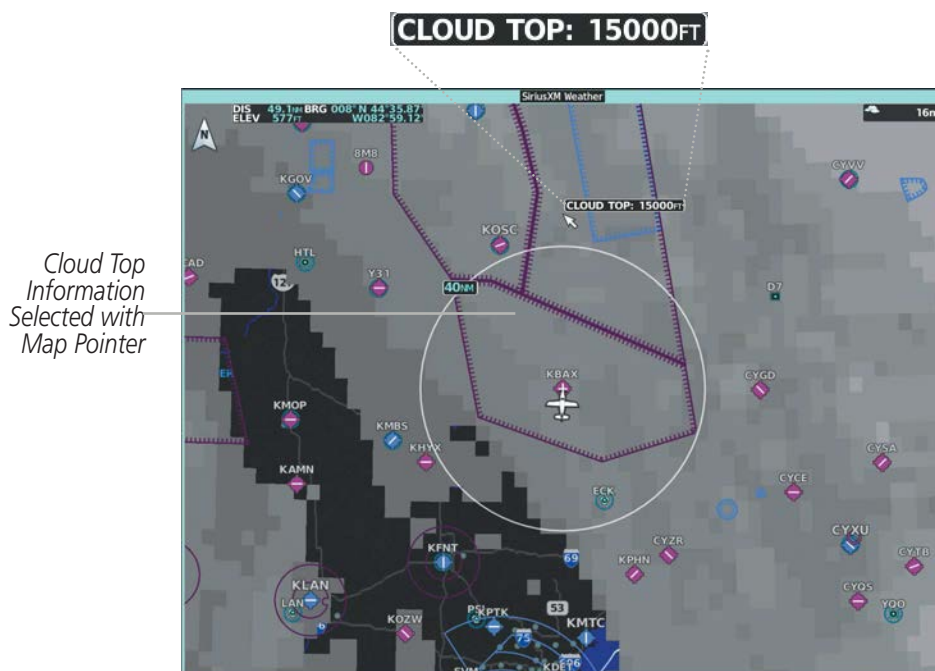 CLOUD TOP: 15000FT
SiriusXM Weather
DIS 49.1NM BRG 008° N 44°35.87'
ELEV 577FT W082°59.12'
N
8M8
KGOV
CYVV
CLOUD TOP: 15000FT
KOSC
HTL
Y31
40NM
D7
Cloud Top
Information
Selected with
Map Pointer
KBAX
CYGD
KMOP
KMBS
KHYX
CYSA
KAMN
CYCE
ECK
CYXU
KFNT
CYZR
69
KPHN
CYTB
KLAN
LAN
KOZW
KPTK
53
KMTC
CYQS
YQO
75